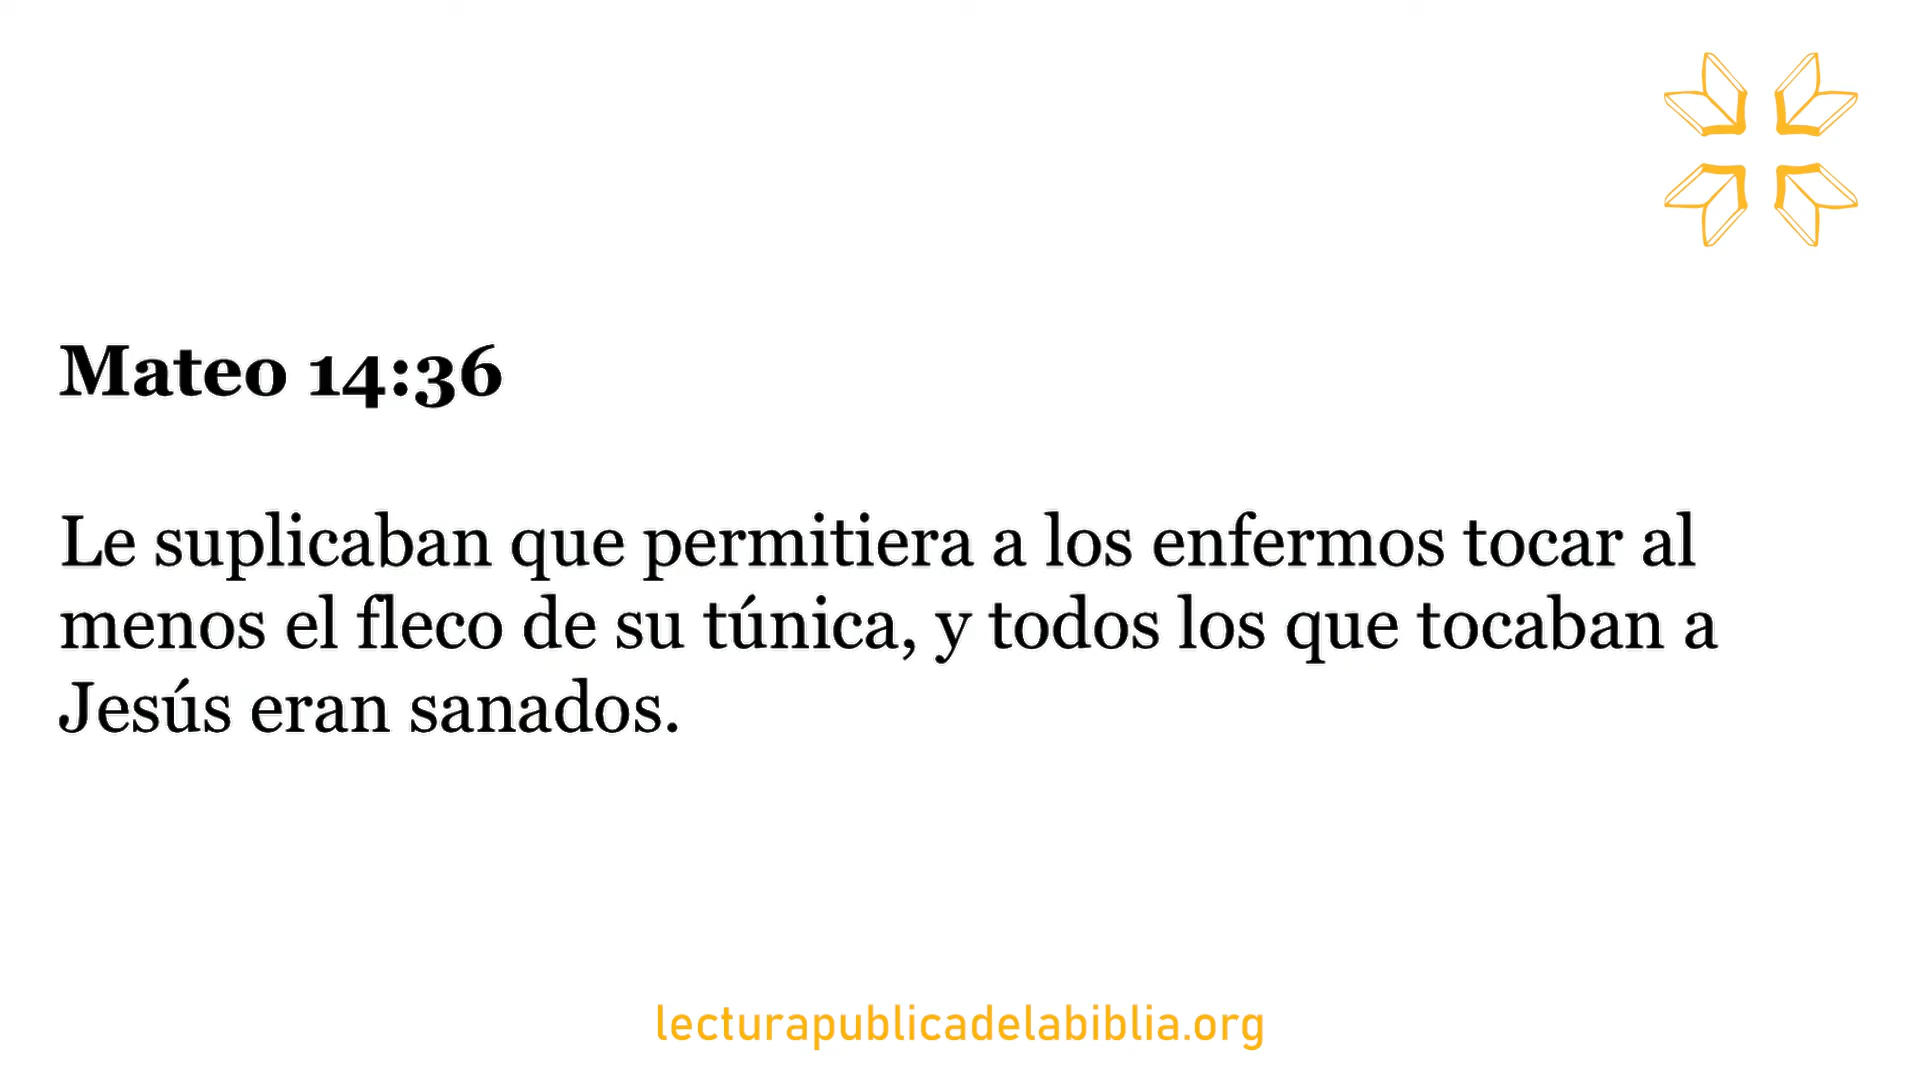 Mateo 14:36
Le suplicaban que permitiera a los enfermos tocar al
menos el fleco de su túnica, y todos los que tocaban a
Jesús eran sanados.
lecturapublicadelabiblia.org